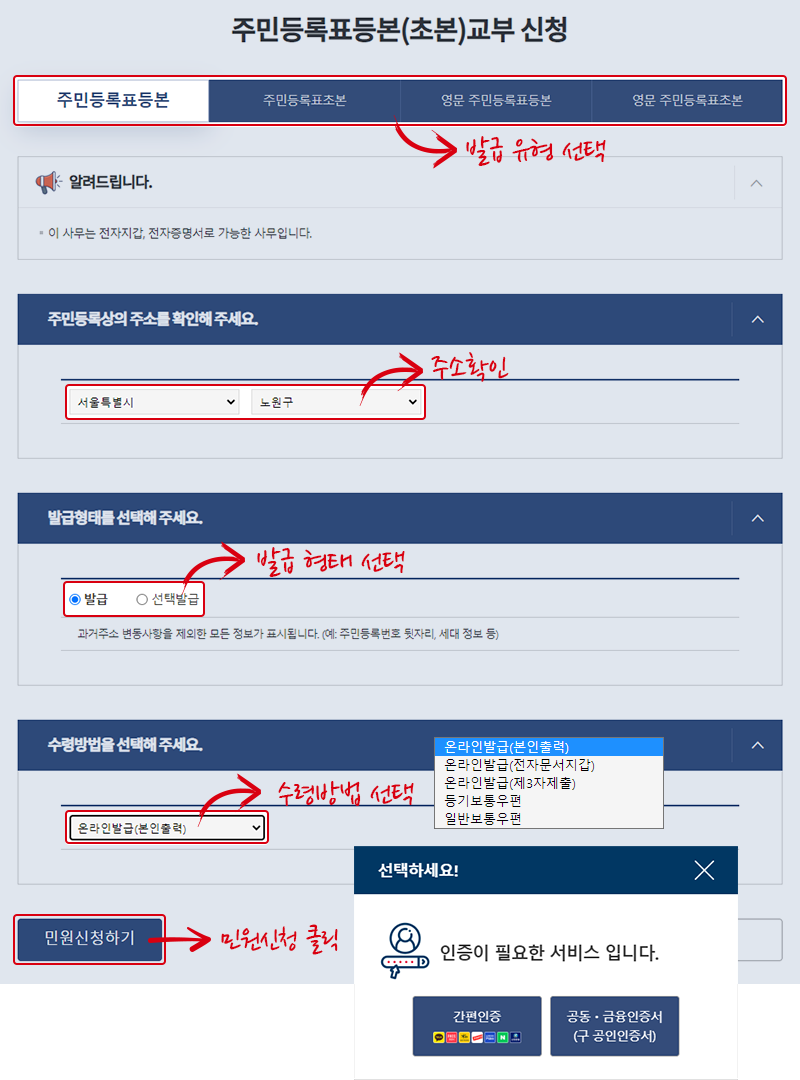 주민등록표등본(초본)교부 신청
주민등록표등본 주민등록표초본 영문 주민등록표등본 영문 주민등록표초본
발급 유형 선택
알려드립니다.
이 사무는 전자지갑, 전자증명서로 가능한 사무입니다.
주민등록상의 주소를 확인해 주세요.
주소확인
서울특별시 노원구
발급형태를 선택해 주세요.
발급 형태 선택
발급 선택발급
과거주소 변동사항을 제외한 모든 정보가 표시됩니다. (예: 주민등록번호 뒷자리, 세대 정보 등)
수령방법을 선택해 주세요.
온라인발급(본인출력)
온라인발급(전자문서지갑)
온라인발급(제3자제출)
등기보통우편
일반보통우편
수령방법 선택
온라인발급(본인출력)
선택하세요!
민원신청하기
민원신청 클릭
인증이 필요한 서비스 입니다.
간편인증
공동·금융인증서
(구 공인인증서)